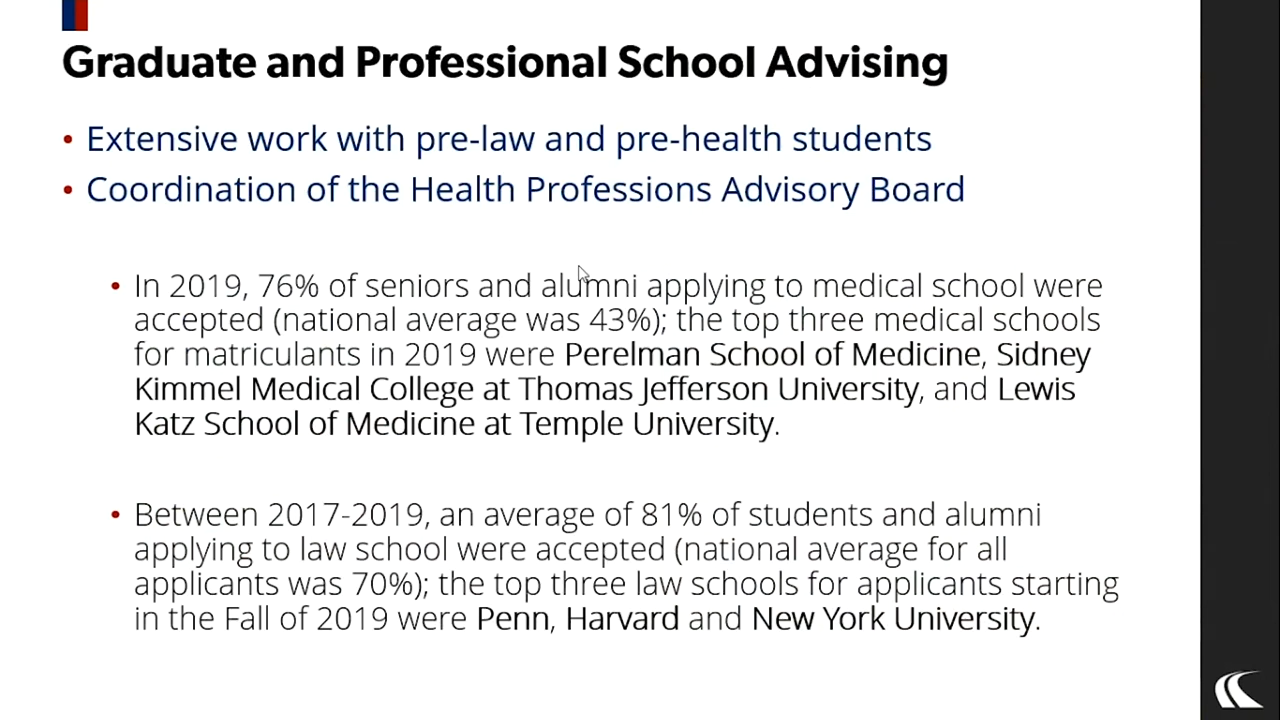 Graduate and Professional School Advising
• Extensive work with pre-law and pre-health students
• Coordination of the Health Professions Advisory Board
• In 2019, 76% of seniors and alumni applying to medical school were
accepted (national average was 43%); the top three medical schools
for matriculants in 2019 were Perelman School of Medicine, Sidney
Kimmel Medical College at Thomas Jefferson University, and Lewis
Katz School of Medicine at Temple University.
• Between 2017-2019, an average of 81% of students and alumni
applying to law school were accepted (national average for all
applicants was 70%); the top three law schools for applicants starting
in the Fall of 2019 were Penn, Harvard and New York University.